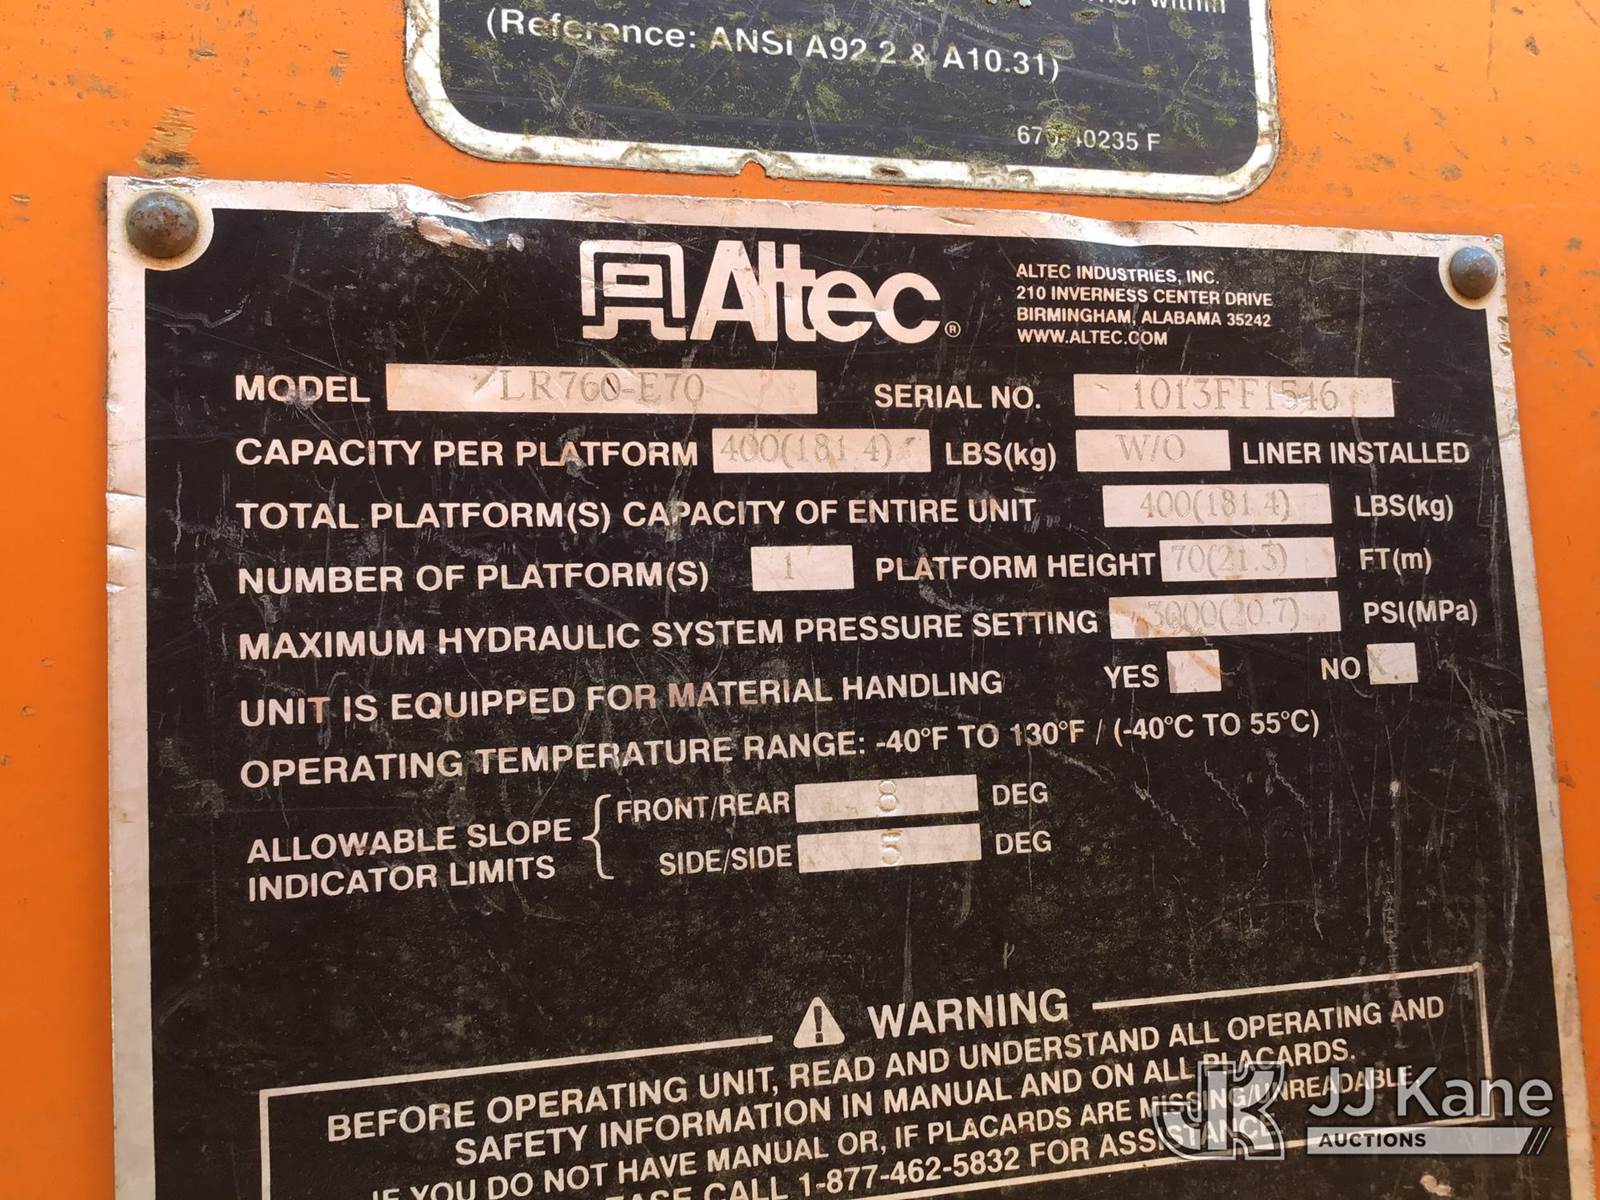 (Reference: ANSI A92.2 & A10.31)
Altec ®
ALTEC INDUSTRIES, INC.
210 INVERNESS CENTER DRIVE
BIRMINGHAM, ALABAMA 35242
WWW.ALTEC.COM
MODEL LR760-E70 SERIAL NO. 1013FF1546
CAPACITY PER PLATFORM 400(181.4) LBS(kg) W/O LINER INSTALLED
TOTAL PLATFORM(S) CAPACITY OF ENTIRE UNIT 400(181.4) LBS(kg)
NUMBER OF PLATFORM(S) 1 PLATFORM HEIGHT 70(21.3) FT(m)
MAXIMUM HYDRAULIC SYSTEM PRESSURE SETTING 3000(20.7) PSI(MPa)
UNIT IS EQUIPPED FOR MATERIAL HANDLING YES NO X
OPERATING TEMPERATURE RANGE: -40°F TO 130°F / (-40°C TO 55°C)
ALLOWABLE SLOPE INDICATOR LIMITS
FRONT/REAR 8 DEG
SIDE/SIDE 5 DEG
WARNING
BEFORE OPERATING UNIT, READ AND UNDERSTAND ALL OPERATING AND
SAFETY INFORMATION IN MANUAL AND ON ALL PLACARDS.
IF YOU DO NOT HAVE MANUAL OR, IF PLACARDS ARE MISSING/UNREADABLE,
CALL 1-877-462-5832 FOR ASSISTANCE
JK JJ Kane
AUCTIONS